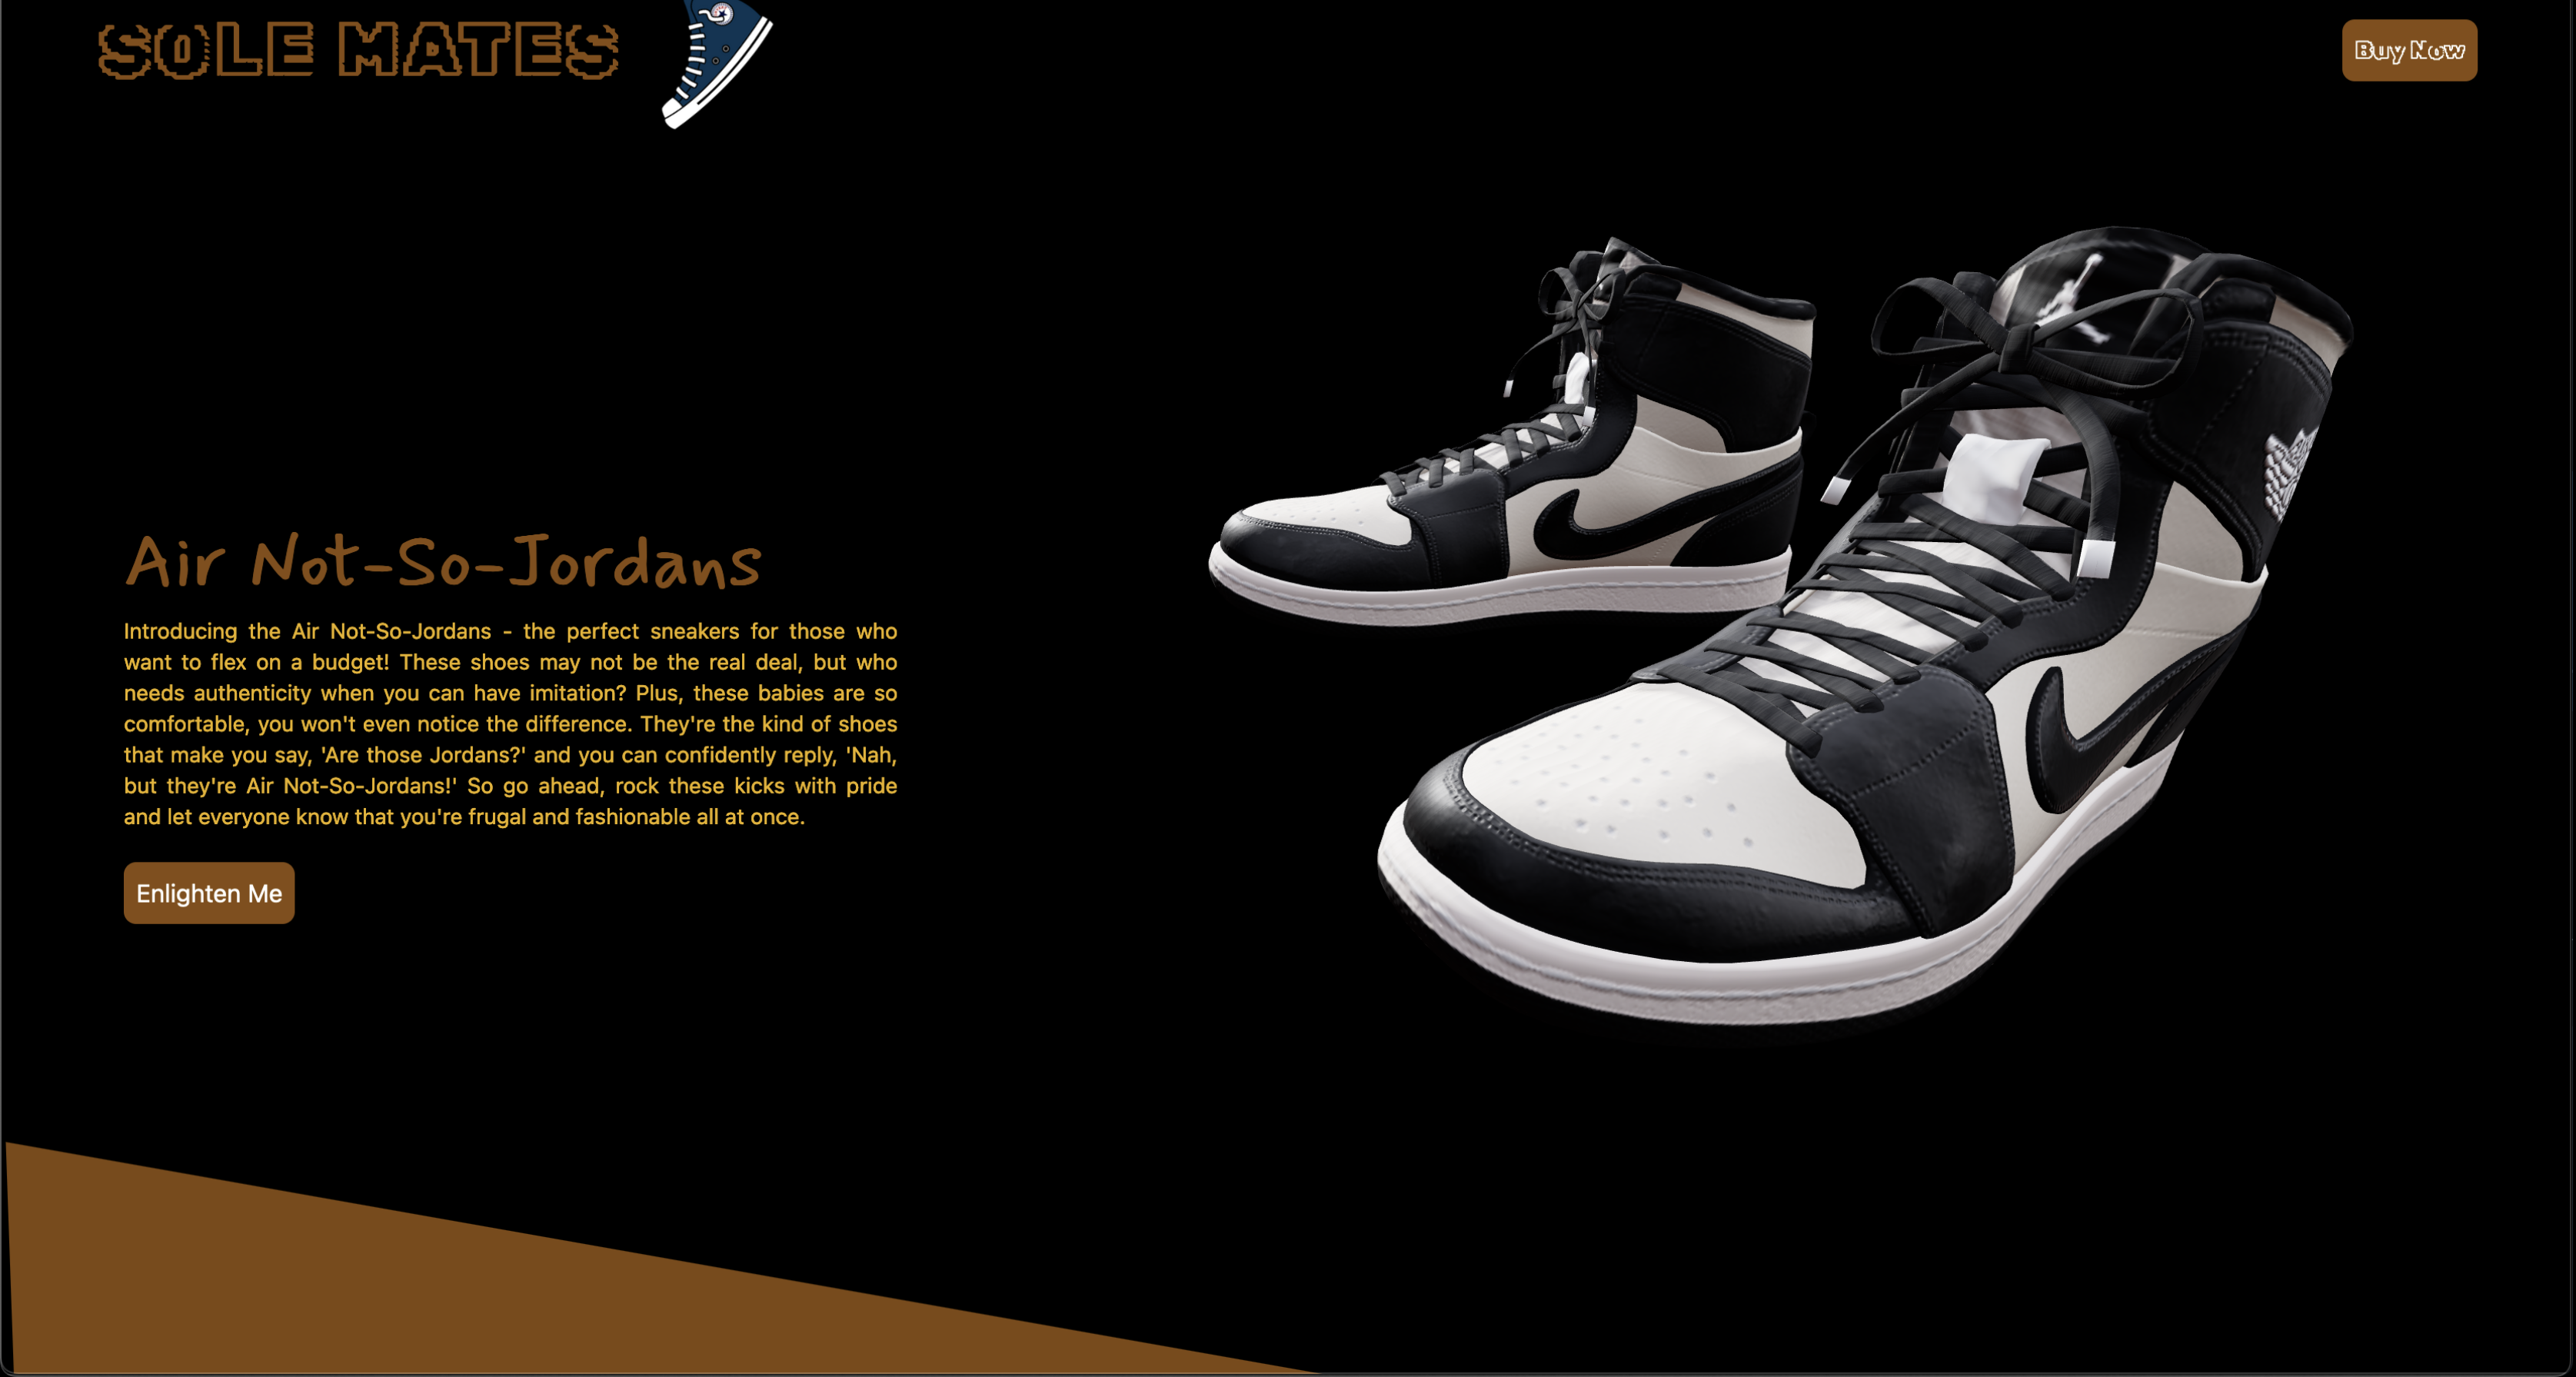 SOLE MATES
Buy Now
Air Not-So-Jordans
Introducing the Air Not-So-Jordans - the perfect sneakers for those who
want to flex on a budget! These shoes may not be the real deal, but who
needs authenticity when you can have imitation? Plus, these babies are so
comfortable, you won't even notice the difference. They're the kind of shoes
that make you say, 'Are those Jordans?' and you can confidently reply, 'Nah,
but they're Air Not-So-Jordans!' So go ahead, rock these kicks with pride
and let everyone know that you're frugal and fashionable all at once.
Enlighten Me